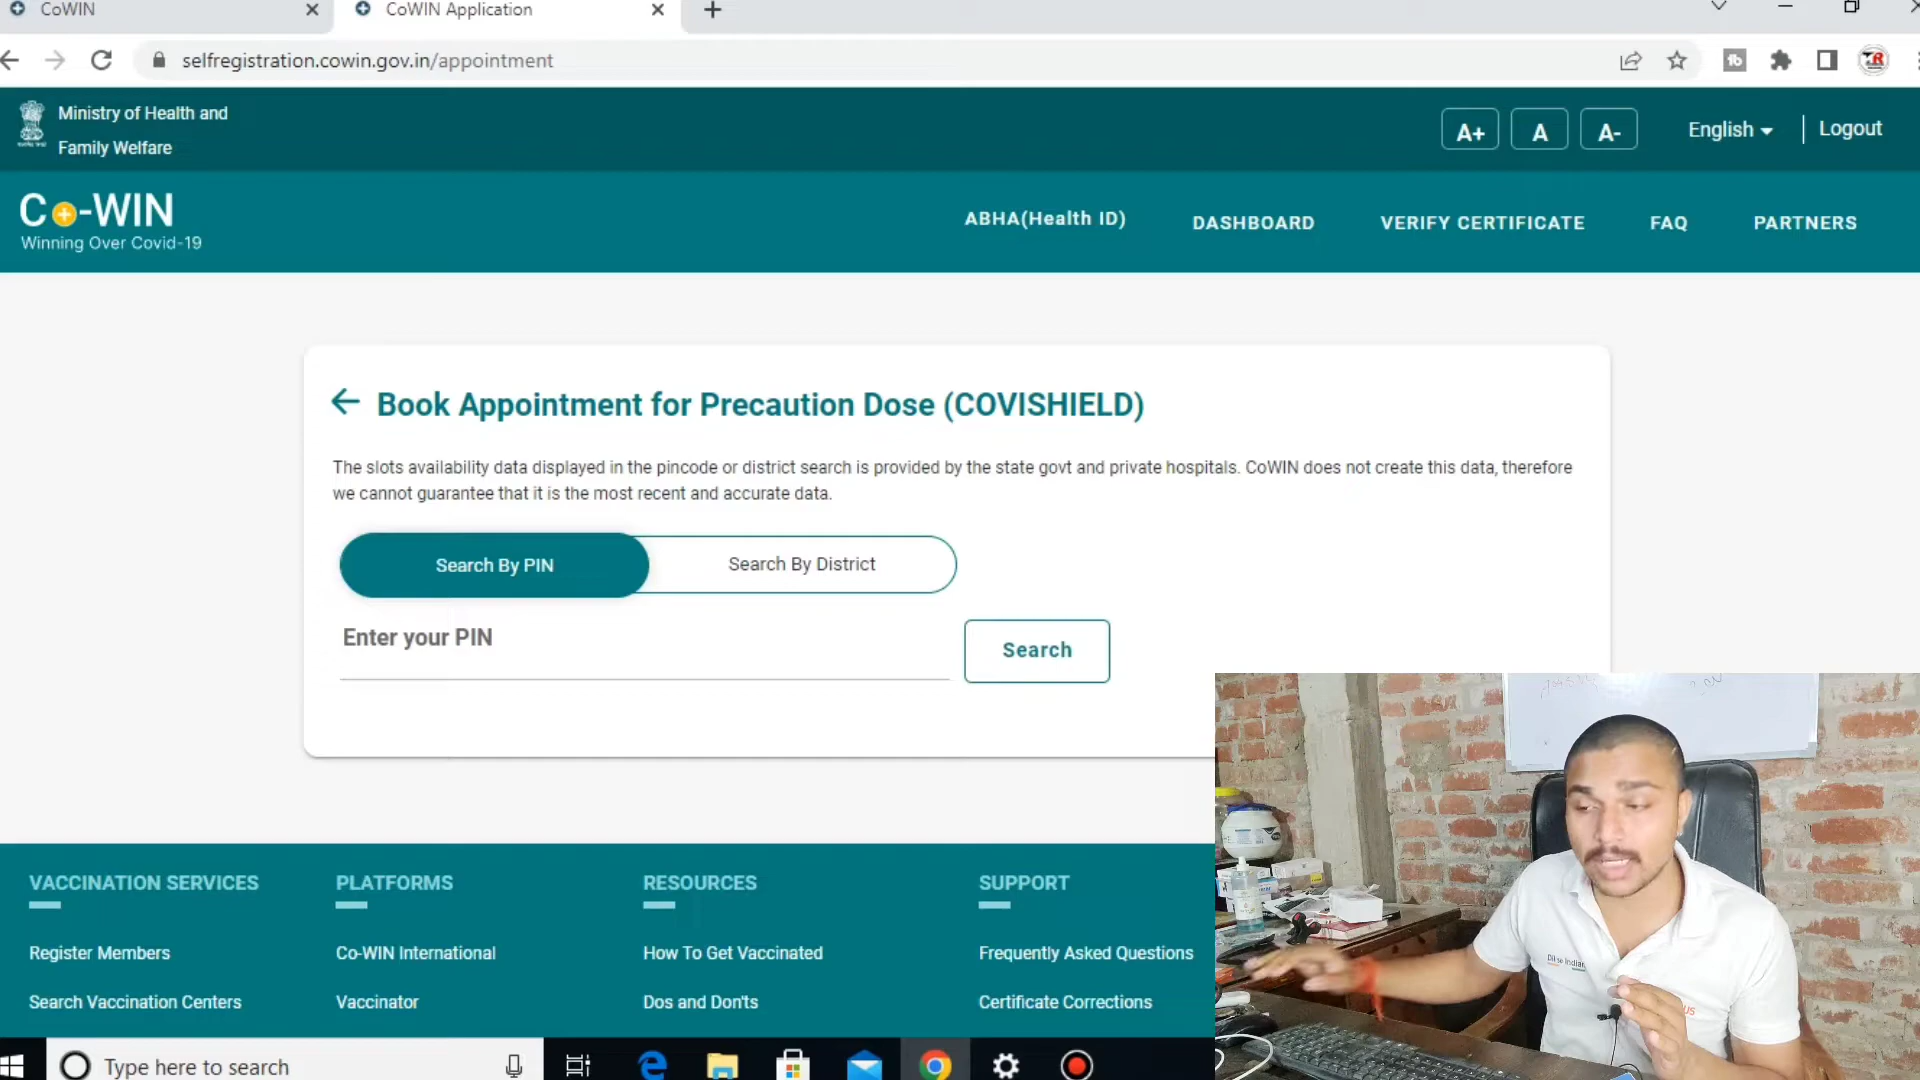 CoWIN
CoWIN Application
selfregistration.cowin.gov.in/appointment
Ministry of Health and
Family Welfare
A+
A
A-
English
Logout
Co-WIN
Winning Over Covid-19
ABHA(Health ID)
DASHBOARD
VERIFY CERTIFICATE
FAQ
PARTNERS
Book Appointment for Precaution Dose (COVISHIELD)
The slots availability data displayed in the pincode or district search is provided by the state govt and private hospitals. CoWIN does not create this data, therefore
we cannot guarantee that it is the most recent and accurate data.
Search By PIN
Search By District
Enter your PIN
Search
VACCINATION SERVICES
PLATFORMS
RESOURCES
SUPPORT
Register Members
Co-WIN International
How To Get Vaccinated
Frequently Asked Questions
Search Vaccination Centers
Vaccinator
Dos and Don'ts
Certificate Corrections
Type here to search